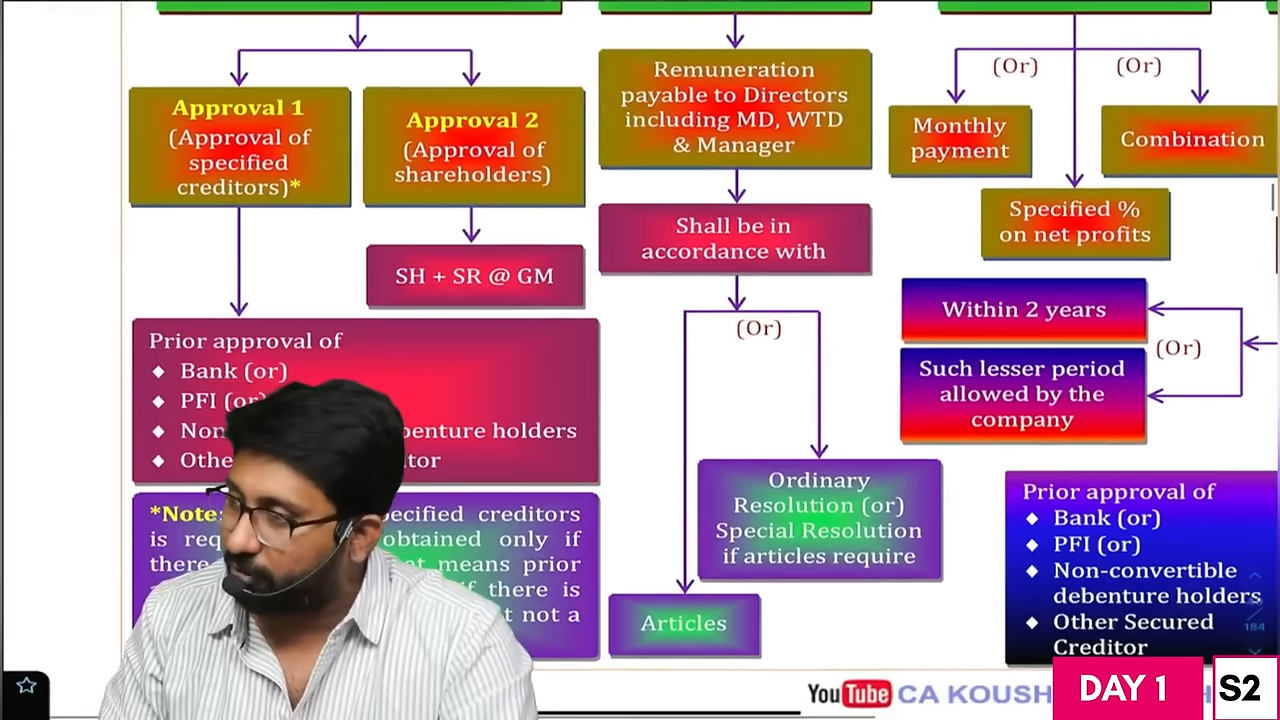 Approval 1
(Approval of
specified
creditors)*
Approval 2
(Approval of
shareholders)
SH + SR @ GM
Prior approval of
◆ Bank (or)
◆ PFI (or)
◆ Non
benture holders
◆ Othe
tor
*Note:
pecified creditors
is req
obtained only if
there
at means prior
if there is
t not a
Remuneration
payable to Directors
including MD, WTD
& Manager
Shall be in
accordance with
(Or)
Ordinary
Resolution (or)
Special Resolution
if articles require
Articles
(Or)
(Or)
Monthly
payment
Combination
Specified %
on net profits
Within 2 years
(Or)
Such lesser period
allowed by the
company
Prior approval of
◆ Bank (or)
◆ PFI (or)
◆ Non-convertible
debenture holders
◆ Other Secured
Creditor
184
YouTube CA KOUSH
H
DAY 1
S2